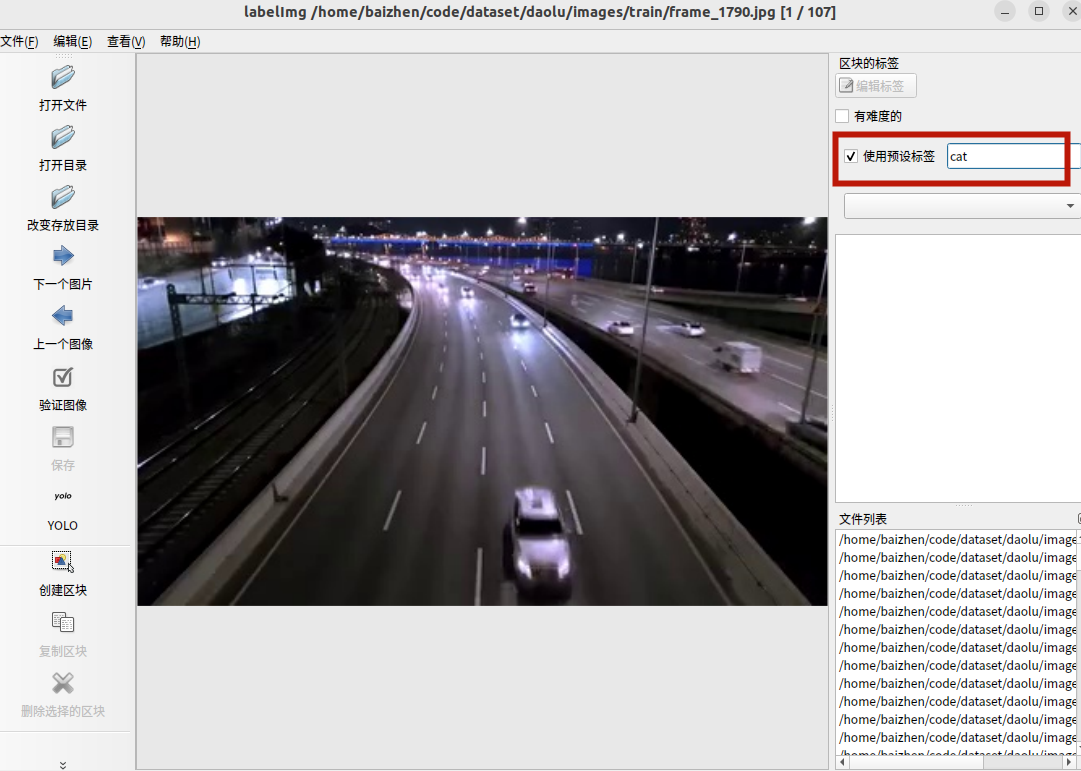 labelImg /home/baizhen/code/dataset/daolu/images/train/frame_1790.jpg [1 / 107]
文件(F) 编辑(E) 查看(V) 帮助(H)
打开文件
打开目录
改变存放目录
下一个图片
上一个图像
验证图像
保存
yolo
YOLO
创建区块
复制区块
删除选择的区块
区块的标签
编辑标签
有难度的
使用预设标签 cat
文件列表
/home/baizhen/code/dataset/daolu/image
/home/baizhen/code/dataset/daolu/image
/home/baizhen/code/dataset/daolu/image
/home/baizhen/code/dataset/daolu/image
/home/baizhen/code/dataset/daolu/image
/home/baizhen/code/dataset/daolu/image
/home/baizhen/code/dataset/daolu/image
/home/baizhen/code/dataset/daolu/image
/home/baizhen/code/dataset/daolu/image
/home/baizhen/code/dataset/daolu/image
/home/baizhen/code/dataset/daolu/image
/home/baizhen/code/dataset/daolu/image